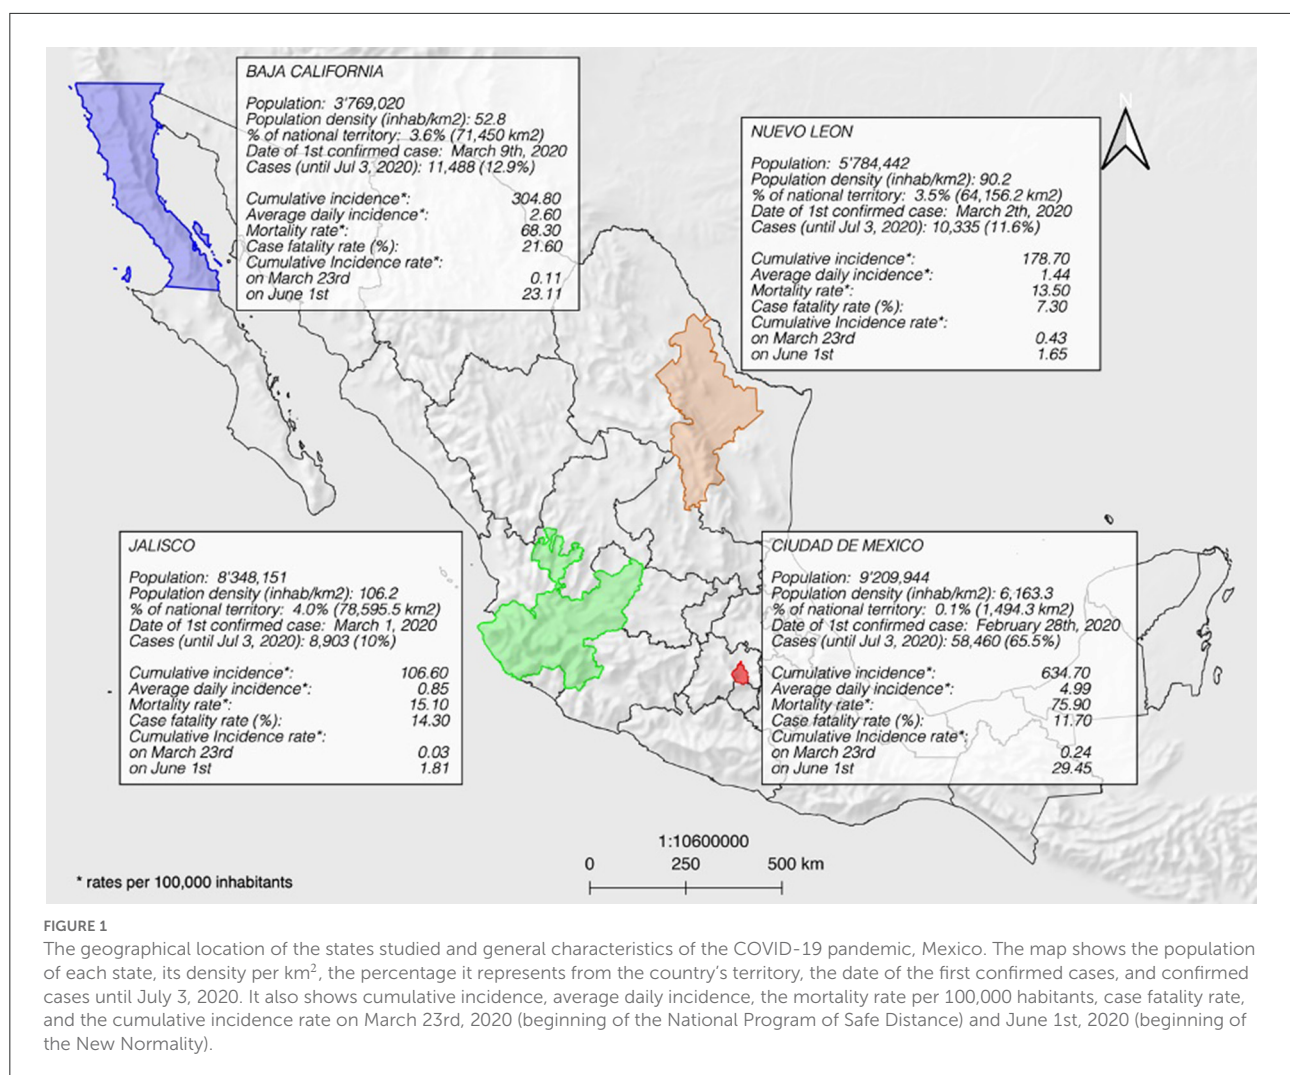 BAJA CALIFORNIA
Population: 3'769,020
Population density (inhab/km2): 52.8
% of national territory: 3.6% (71,450 km2)
Date of 1st confirmed case: March 9th, 2020
Cases (until Jul 3, 2020): 11,488 (12.9%)
Cumulative incidence*: 304.80
Average daily incidence*: 2.60
Mortality rate*: 68.30
Case fatality rate (%): 21.60
Cumulative Incidence rate*:
on March 23rd 0.11
on June 1st 23.11
N
NUEVO LEON
Population: 5'784,442
Population density (inhab/km2): 90.2
% of national territory: 3.5% (64,156.2 km2)
Date of 1st confirmed case: March 2th, 2020
Cases (until Jul 3, 2020): 10,335 (11.6%)
Cumulative incidence*: 178.70
Average daily incidence*: 1.44
Mortality rate*: 13.50
Case fatality rate (%): 7.30
Cumulative Incidence rate*:
on March 23rd 0.43
on June 1st 1.65
JALISCO
Population: 8'348,151
Population density (inhab/km2): 106.2
% of national territory: 4.0% (78,595.5 km2)
Date of 1st confirmed case: March 1, 2020
Cases (until Jul 3, 2020): 8,903 (10%)
Cumulative incidence*: 106.60
Average daily incidence*: 0.85
Mortality rate*: 15.10
Case fatality rate (%): 14.30
Cumulative Incidence rate*:
on March 23rd 0.03
on June 1st 1.81
CIUDAD DE MEXICO
Population: 9'209,944
Population density (inhab/km2): 6,163.3
% of national territory: 0.1% (1,494.3 km2)
Date of 1st confirmed case: February 28th, 2020
Cases (until Jul 3, 2020): 58,460 (65.5%)
Cumulative incidence*: 634.70
Average daily incidence*: 4.99
Mortality rate*: 75.90
Case fatality rate (%): 11.70
Cumulative Incidence rate*:
on March 23rd 0.24
on June 1st 29.45
1:10600000
0 250 500 km
* rates per 100,000 inhabitants
FIGURE 1
The geographical location of the states studied and general characteristics of the COVID-19 pandemic, Mexico. The map shows the population
of each state, its density per km², the percentage it represents from the country's territory, the date of the first confirmed cases, and confirmed
cases until July 3, 2020. It also shows cumulative incidence, average daily incidence, the mortality rate per 100,000 habitants, case fatality rate,
and the cumulative incidence rate on March 23rd, 2020 (beginning of the National Program of Safe Distance) and June 1st, 2020 (beginning of
the New Normality).